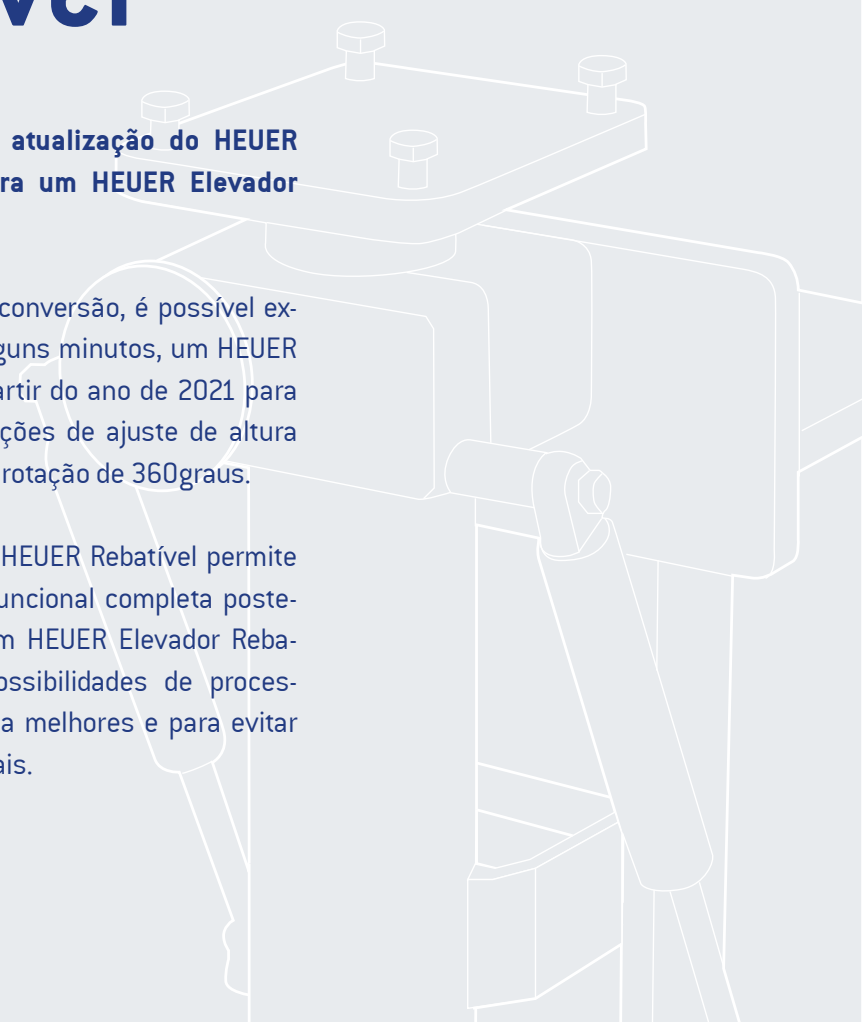 vel
atualização do HEUER
ra um HEUER Elevador
conversão, é possível ex-
guns minutos, um HEUER
artir do ano de 2021 para
ções de ajuste de altura
rotação de 360graus.
HEUER Rebatível permite
uncional completa poste-
m HEUER Elevador Reba-
ossibilidades de proces-
a melhores e para evitar
ais.